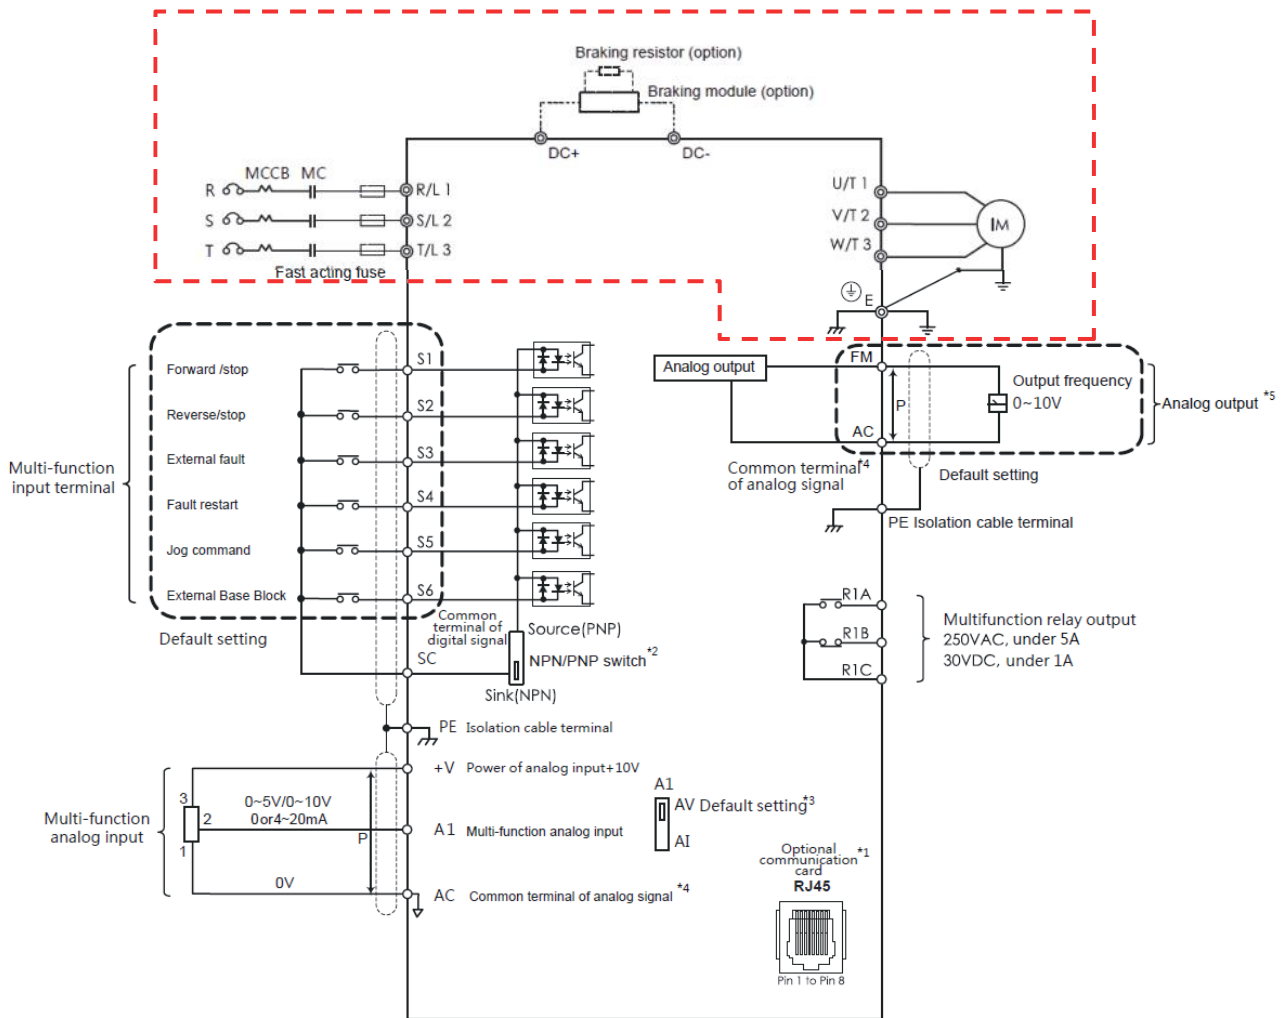 Braking resistor (option)
Braking module (option)
DC+
DC-
MCCB MC
R
R/L 1
S
S/L 2
T
T/L 3
Fast acting fuse
U/T 1
V/T 2
W/T 3
IM
E
Multi-function
input terminal
Forward /stop
S1
Reverse/stop
S2
External fault
S3
Fault restart
S4
Jog command
S5
External Base Block
S6
Default setting
Common
terminal of
digital signal
SC
Source(PNP)
NPN/PNP switch*2
Sink(NPN)
PE Isolation cable terminal
Analog output
FM
P
AC
Output frequency
0~10V
Analog output *5
Common terminal*4
of analog signal
Default setting
PE Isolation cable terminal
R1A
R1B
R1C
Multifunction relay output
250VAC, under 5A
30VDC, under 1A
Multi-function
analog input
3
2
1
0~5V/0~10V
0or4~20mA
P
0V
+V Power of analog input+10V
A1 Multi-function analog input
AC Common terminal of analog signal *4
A1
AV Default setting*3
AI
Optional
communication*1
card
RJ45
Pin 1 to Pin 8